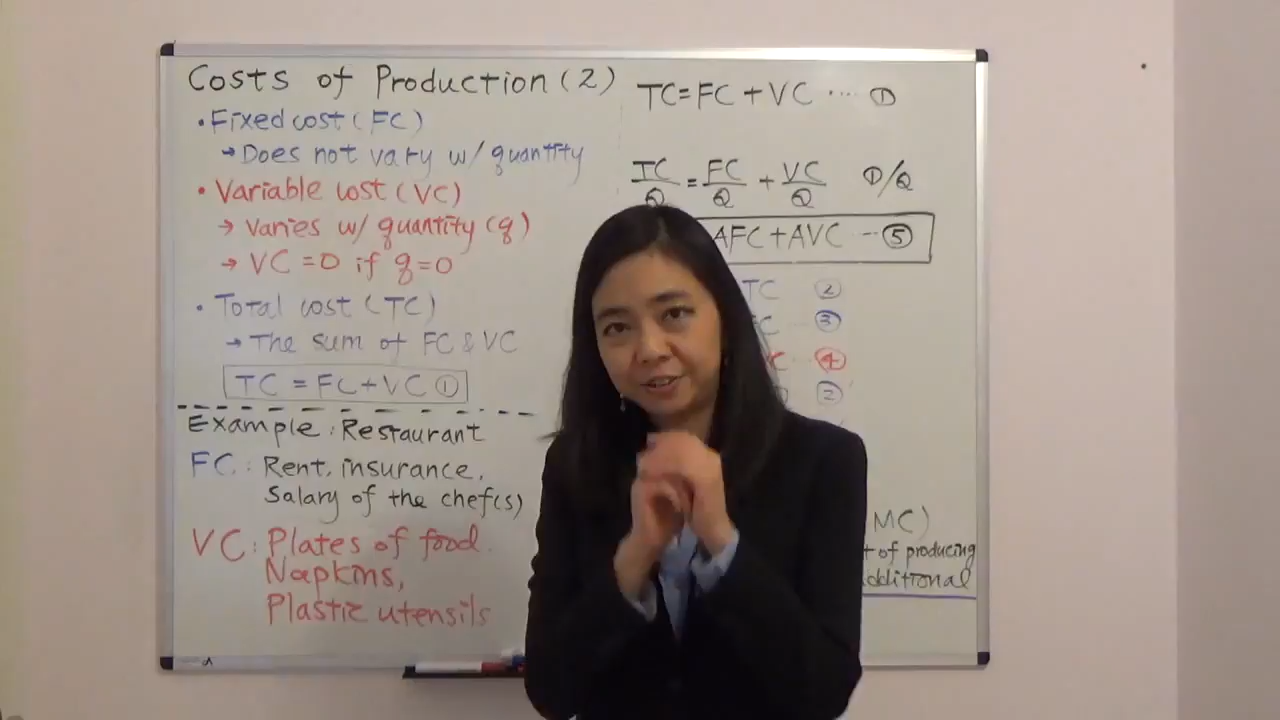 Costs of Production (2)
• Fixed cost (FC)
→ Does not vary w/ quantity
• Variable cost (VC)
→ Varies w/ quantity (q)
→ VC = 0 if q = 0
• Total cost (TC)
→ The sum of FC & VC
TC = FC + VC ①
Example: Restaurant
FC: Rent, insurance,
Salary of the chef(s)
VC: Plates of food.
Napkins,
Plastic utensils
TC = FC + VC ···· ①
TC/Q = FC/Q + VC/Q ①/Q
AFC + AVC --- ⑤
TC ②
③
④
②
MC)
of producing
additional